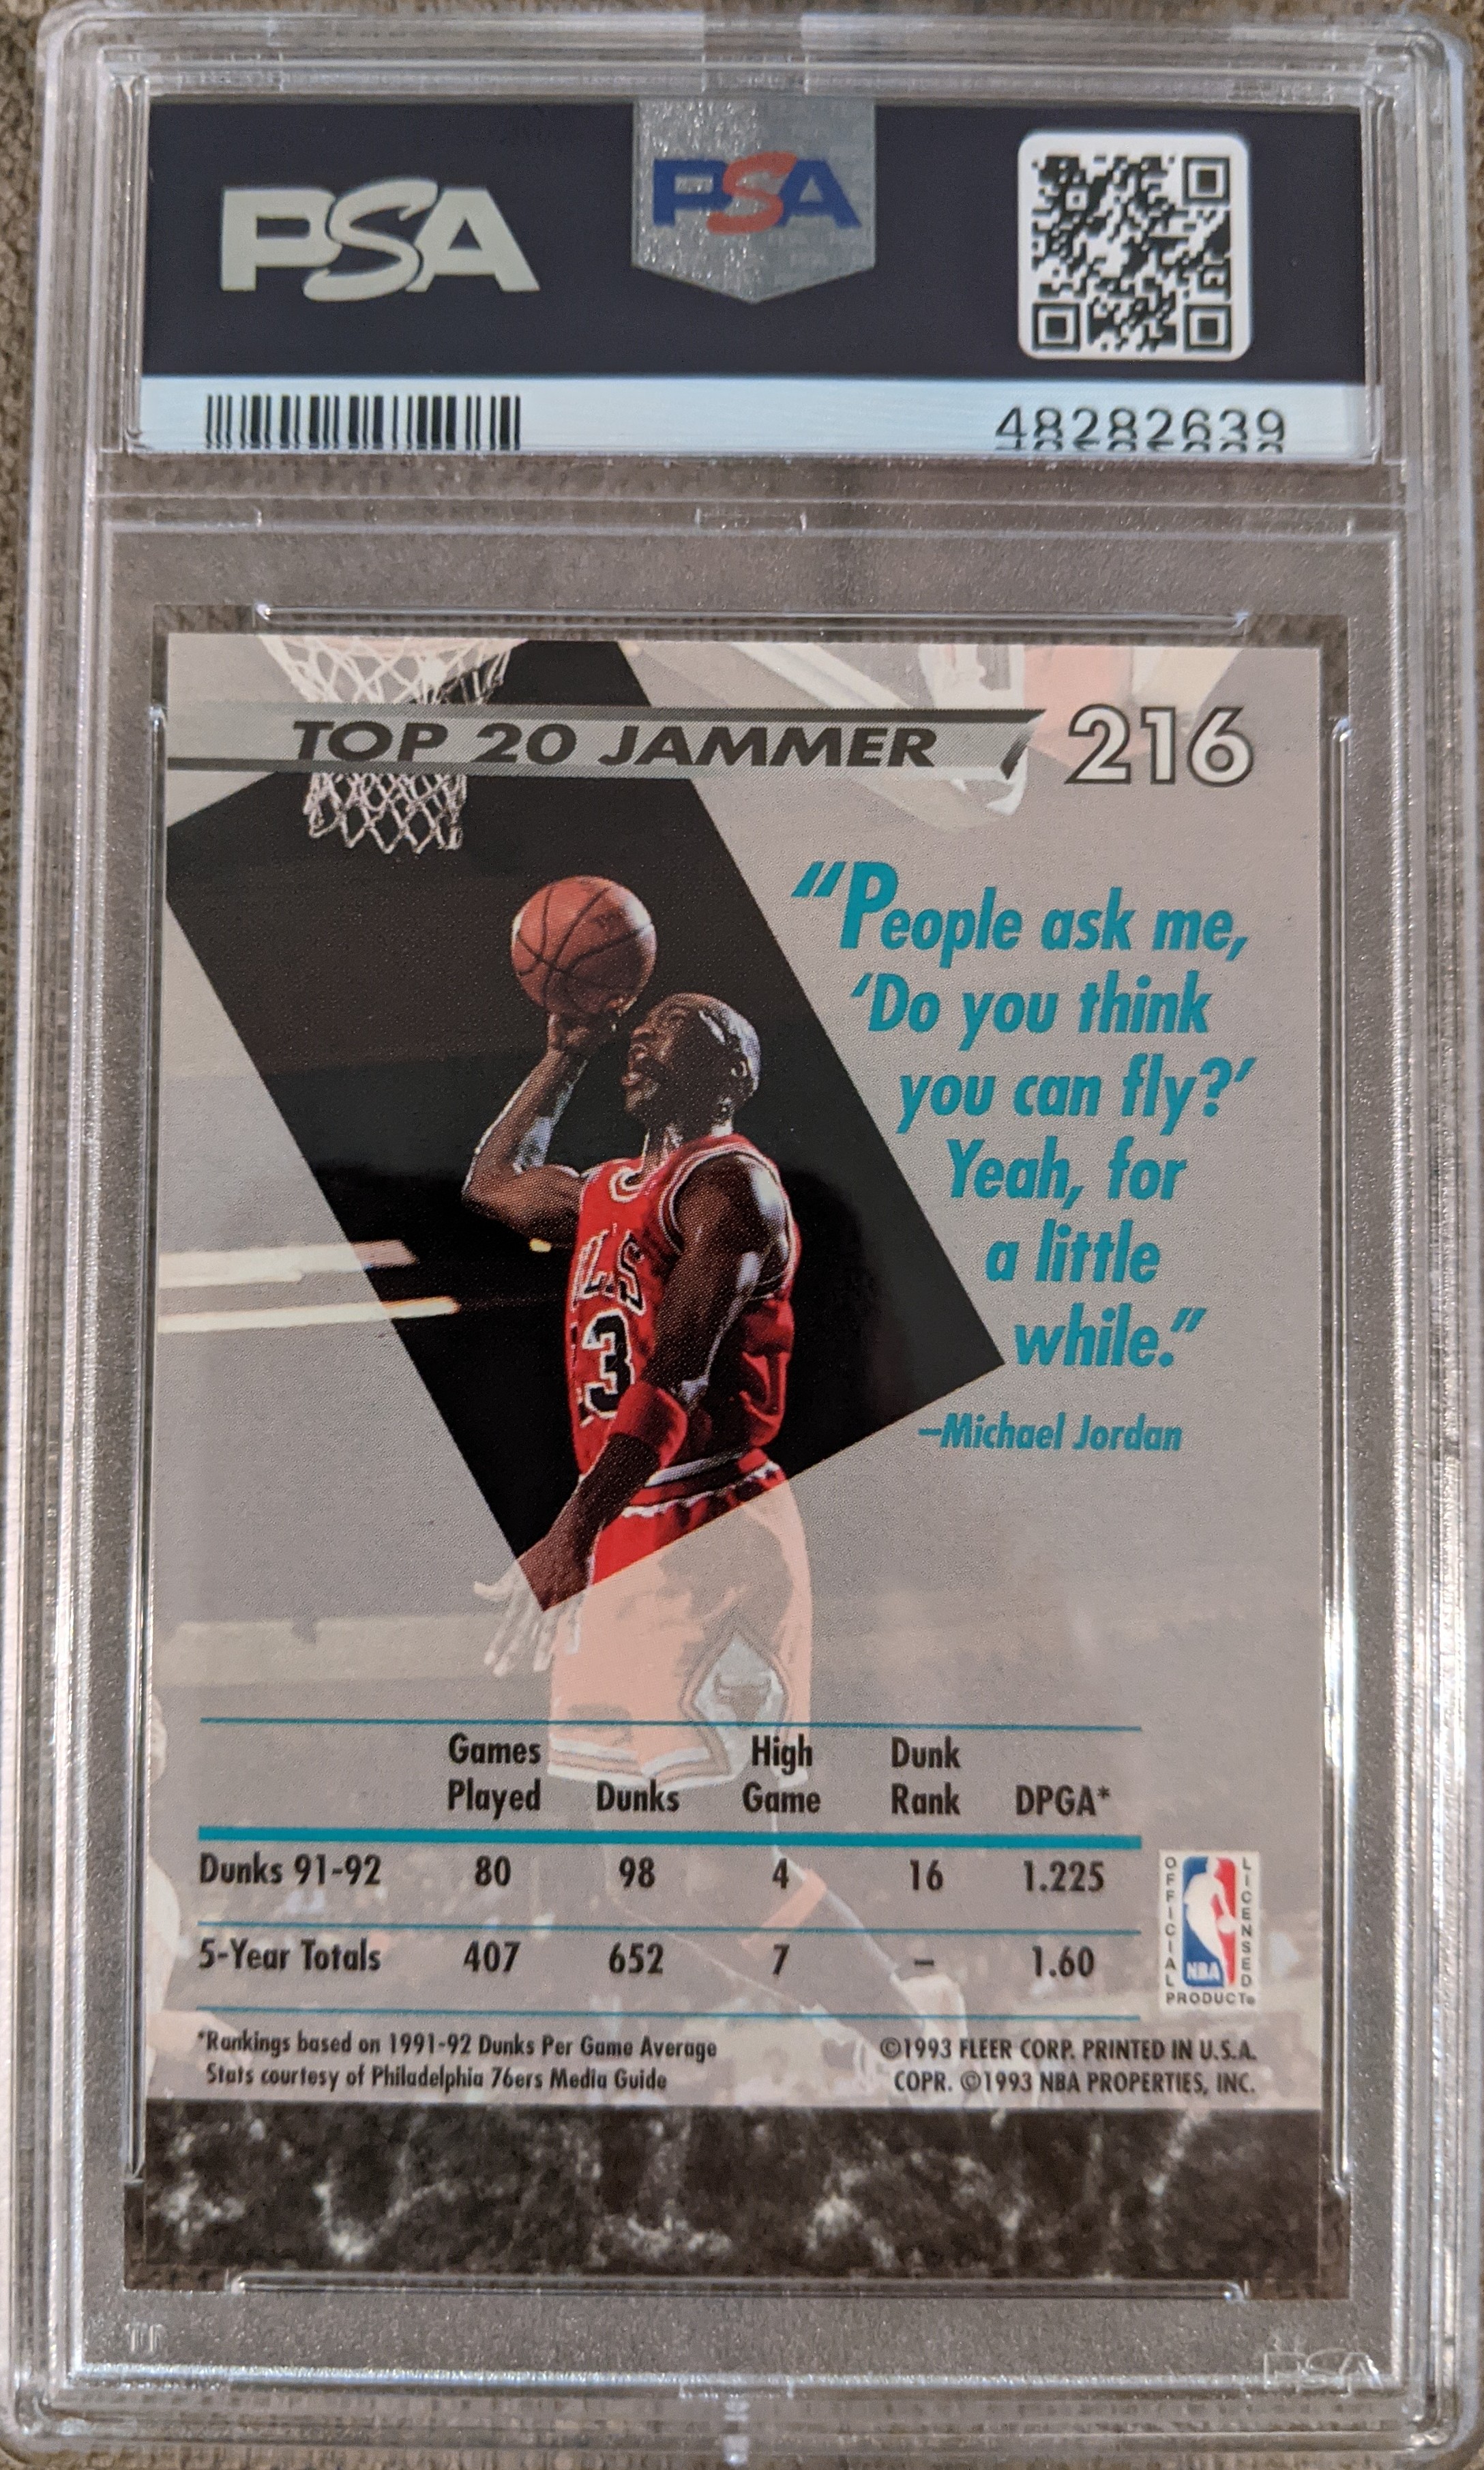 PSA
PSA
48282639
TOP 20 JAMMER
216
“People ask me,
‘Do you think
you can fly?’
Yeah, for
a little
while.”
–Michael Jordan
LLS
3
Games Played Dunks High Game Dunk Rank DPGA*
Dunks 91-92 80 98 4 16 1.225
5-Year Totals 407 652 7 – 1.60
OFFICIAL LICENSED
NBA
PRODUCT®
*Rankings based on 1991-92 Dunks Per Game Average
Stats courtesy of Philadelphia 76ers Media Guide
©1993 FLEER CORP. PRINTED IN U.S.A.
COPR. ©1993 NBA PROPERTIES, INC.
PSA